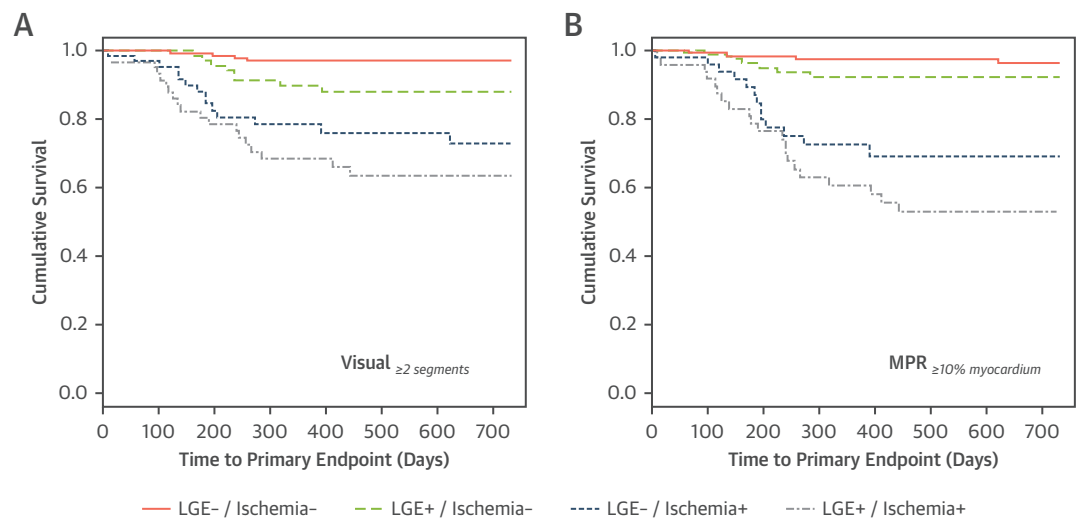 A
1.0
0.8
0.6
0.4
0.2
0.0
Cumulative Survival
Visual ≥2 segments
0 100 200 300 400 500 600 700
Time to Primary Endpoint (Days)
B
1.0
0.8
0.6
0.4
0.2
0.0
Cumulative Survival
MPR ≥10% myocardium
0 100 200 300 400 500 600 700
Time to Primary Endpoint (Days)
LGE– / Ischemia– LGE+ / Ischemia– LGE– / Ischemia+ LGE+ / Ischemia+